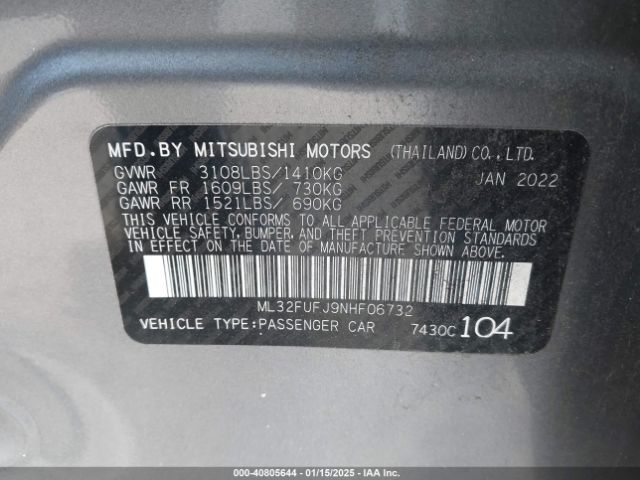 MFD.BY MITSUBISHI MOTORS (THAILAND)CO.,LTD.
GVWR 3108LBS/1410KG JAN 2022
GAWR FR 1609LBS/ 730KG
GAWR RR 1521LBS/ 690KG
THIS VEHICLE CONFORMS TO ALL APPLICABLE FEDERAL MOTOR
VEHICLE SAFETY, BUMPER, AND THEFT PREVENTION STANDARDS
IN EFFECT ON THE DATE OF MANUFACTURE SHOWN ABOVE.
ML32FUFJ9NHF06732
VEHICLE TYPE:PASSENGER CAR 7430C 104
000-40805644 — 01/15/2025 — IAA Holdings, LLC